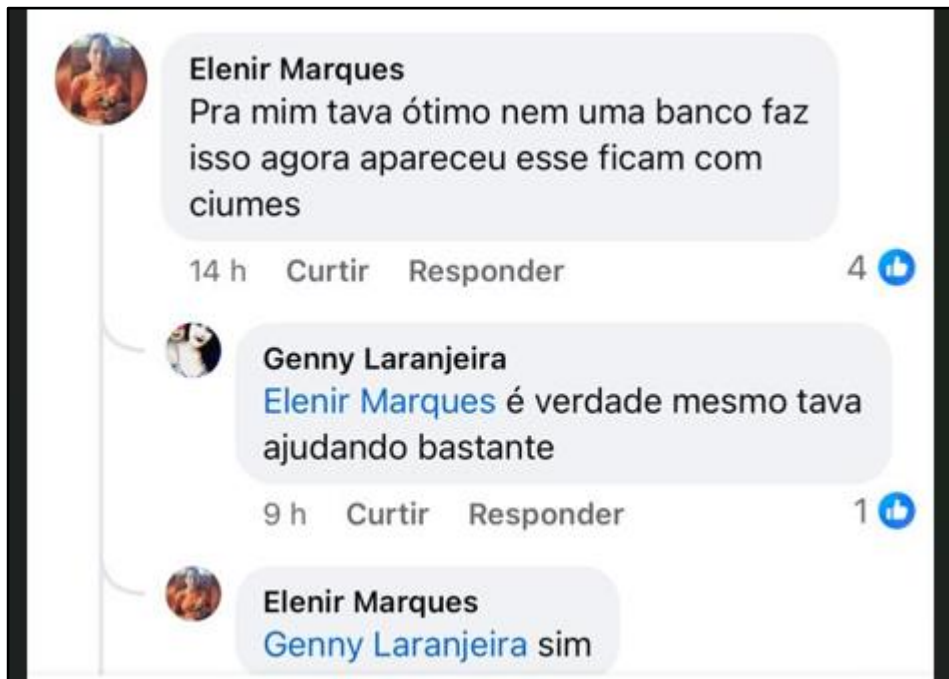 Elenir Marques
Pra mim tava ótimo nem uma banco faz
isso agora apareceu esse ficam com
ciumes
14 h Curtir Responder 4
Genny Laranjeira
Elenir Marques é verdade mesmo tava
ajudando bastante
9 h Curtir Responder 1
Elenir Marques
Genny Laranjeira sim